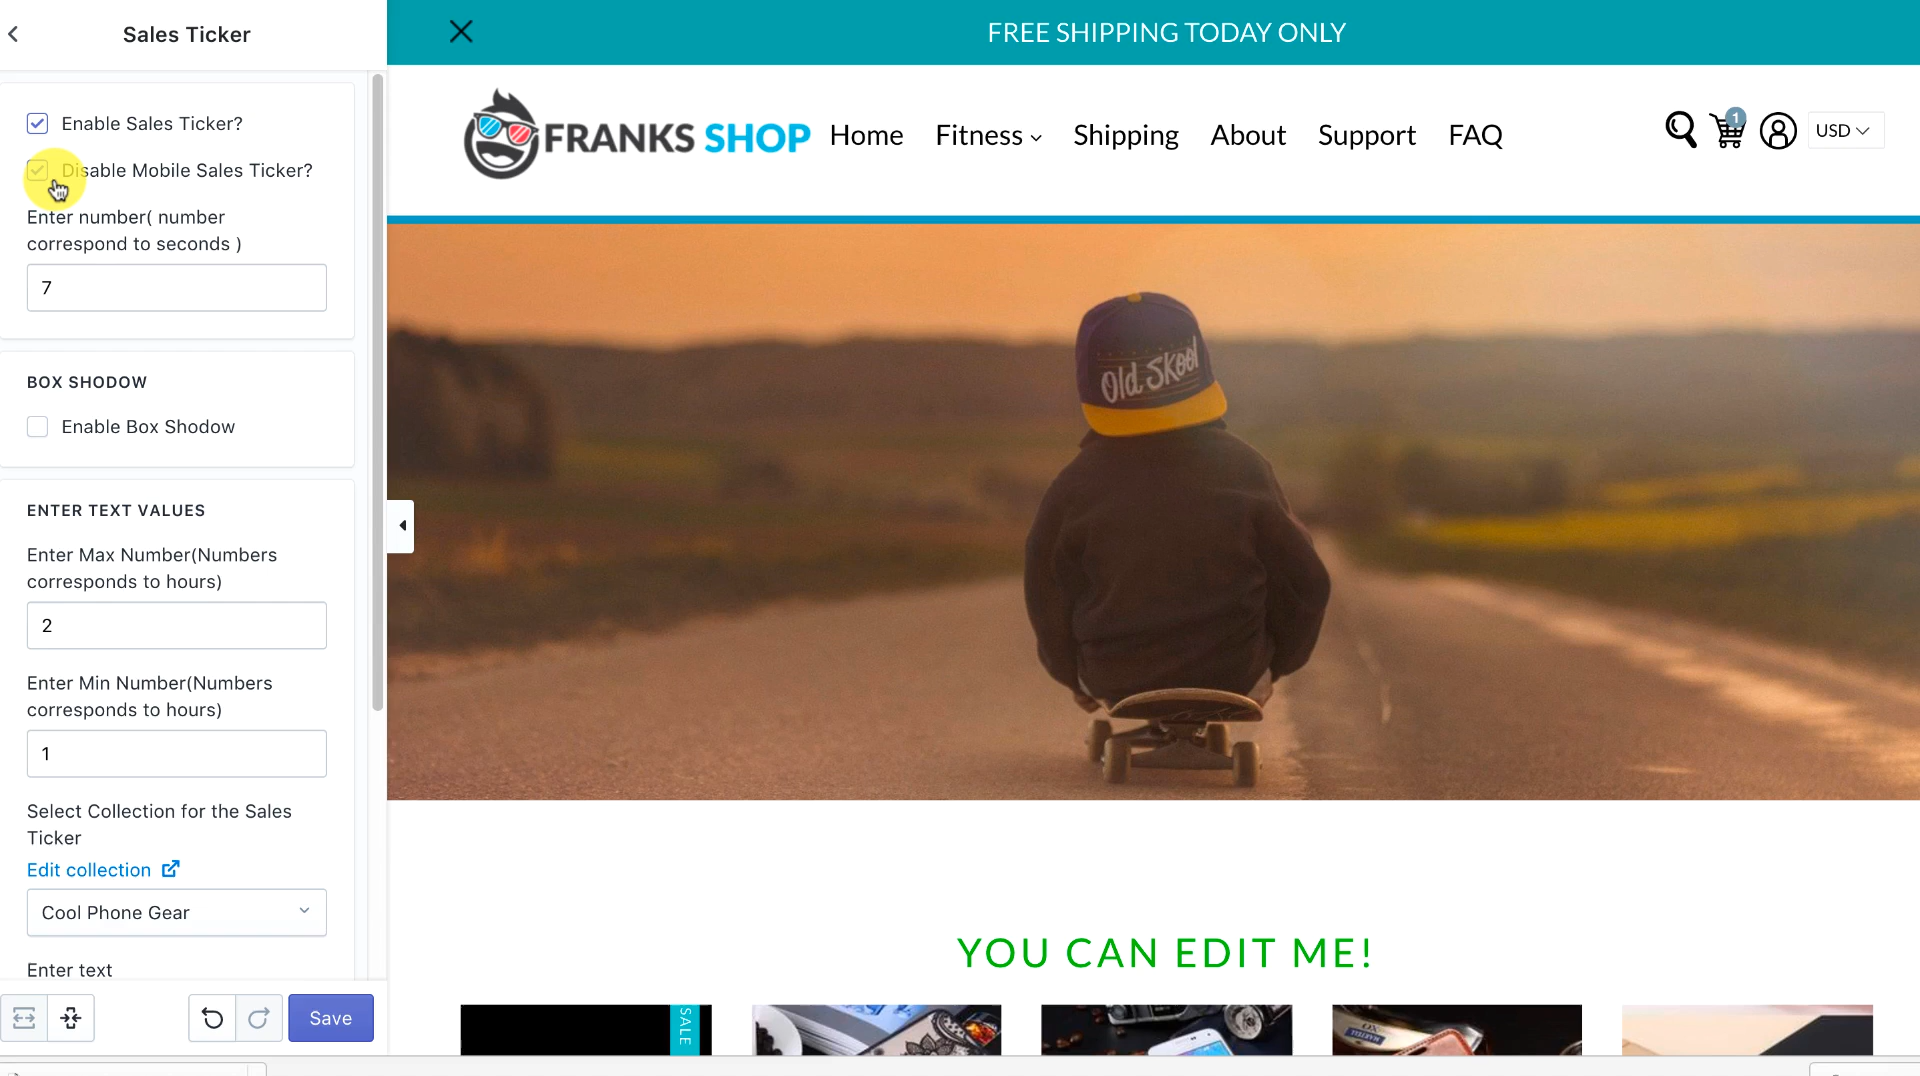 Sales Ticker
Enable Sales Ticker?
Disable Mobile Sales Ticker?
Enter number( number
correspond to seconds )
7
BOX SHODOW
Enable Box Shodow
ENTER TEXT VALUES
Enter Max Number(Numbers
corresponds to hours)
2
Enter Min Number(Numbers
corresponds to hours)
1
Select Collection for the Sales
Ticker
Edit collection
Cool Phone Gear
Enter text
Save
FREE SHIPPING TODAY ONLY
FRANKS SHOP
Home Fitness Shipping About Support FAQ
1
USD
Old Skool
YOU CAN EDIT ME!
SALE